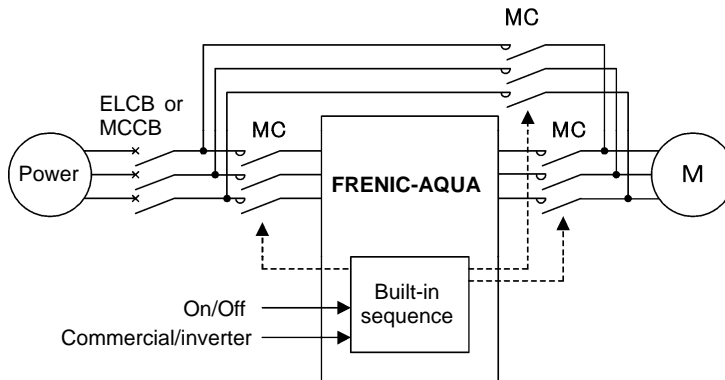 MC
ELCB or
MCCB
MC
MC
Power
FRENIC-AQUA
M
Built-in
sequence
On/Off
Commercial/inverter